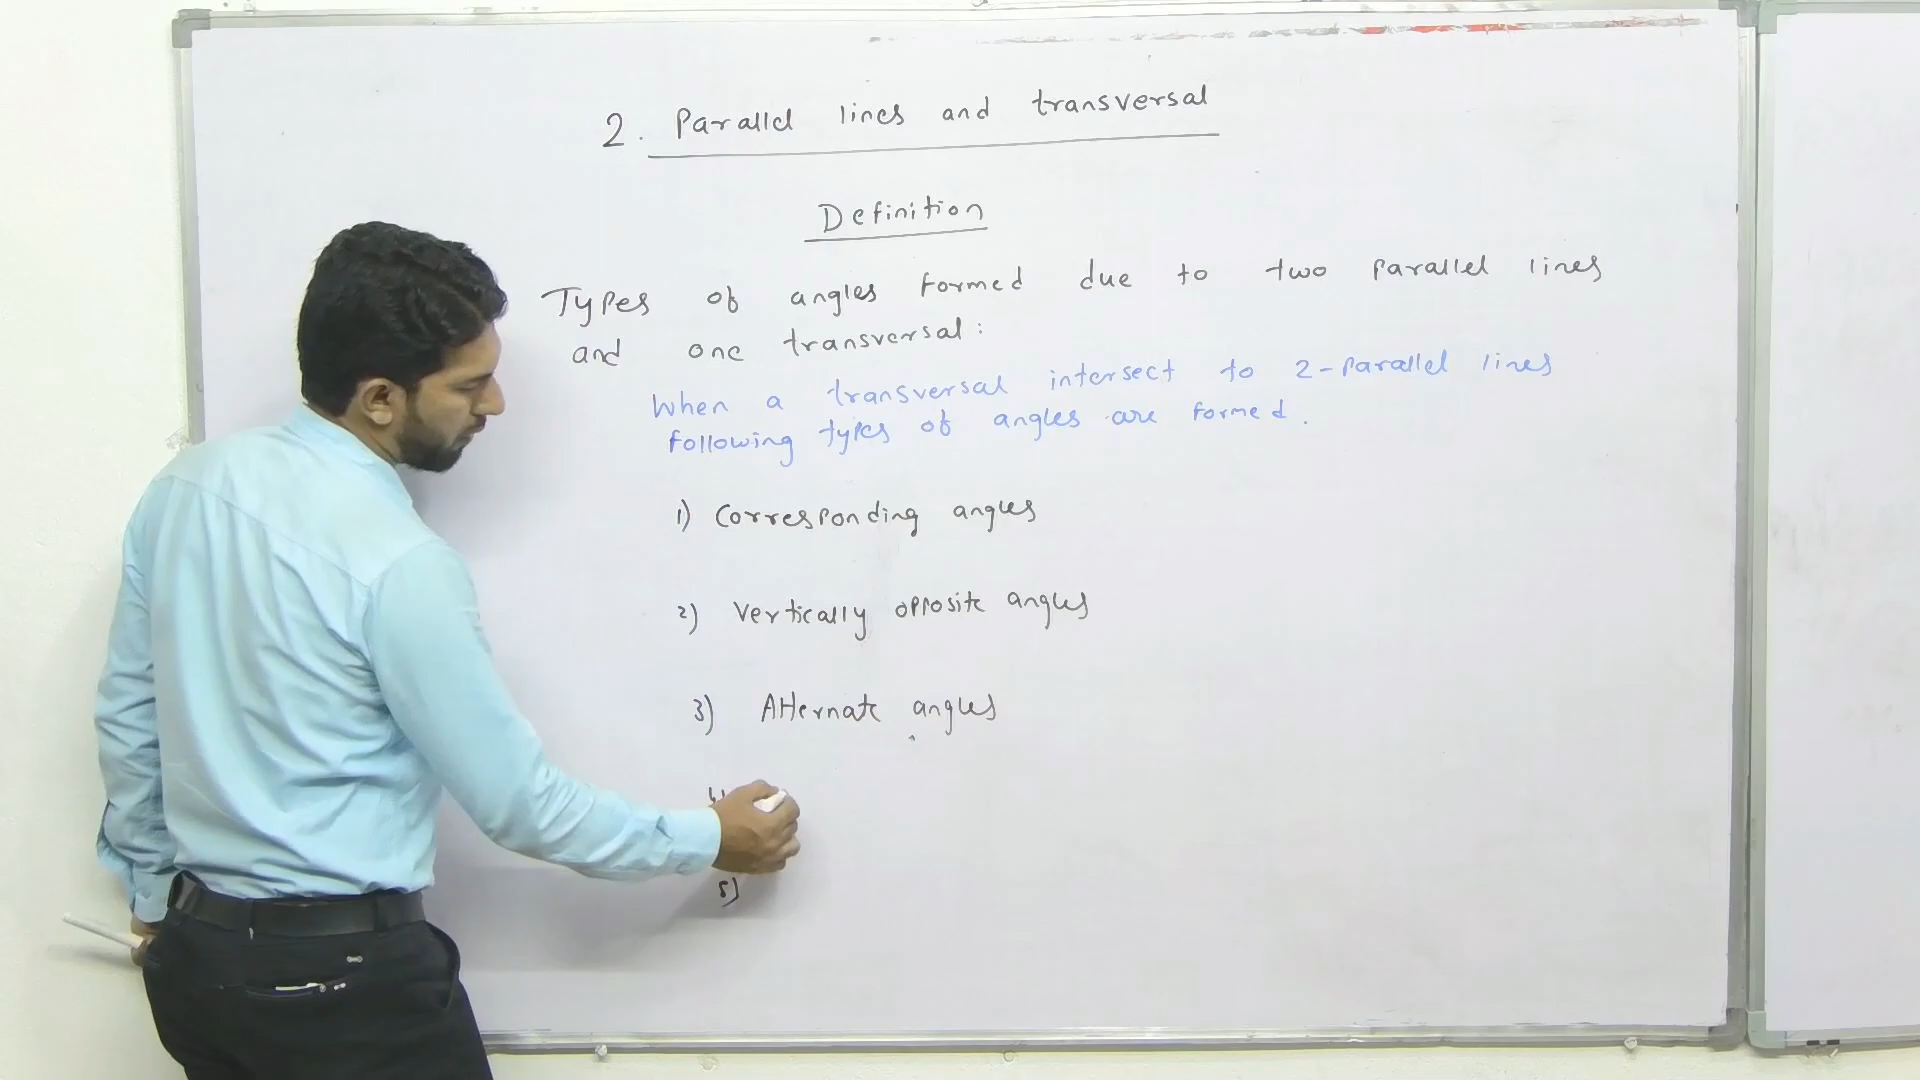 2. Parallel lines and transversal
Definition
Types of angles formed due to two parallel lines
and one transversal:
When a transversal intersect to 2-parallel lines
following types of angles are formed.
1) Corresponding angles
2) Vertically opposite angles
3) Alternate angles
5)